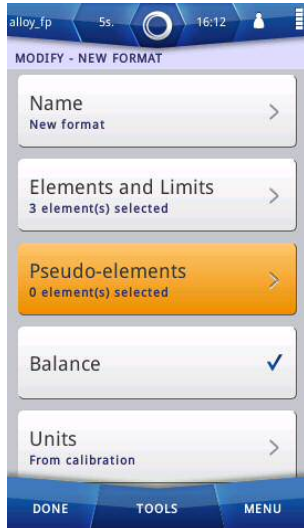 alloy_fp 5s. 16:12
MODIFY - NEW FORMAT
Name
New format
Elements and Limits
3 element(s) selected
Pseudo-elements
0 element(s) selected
Balance
Units
From calibration
DONE TOOLS MENU